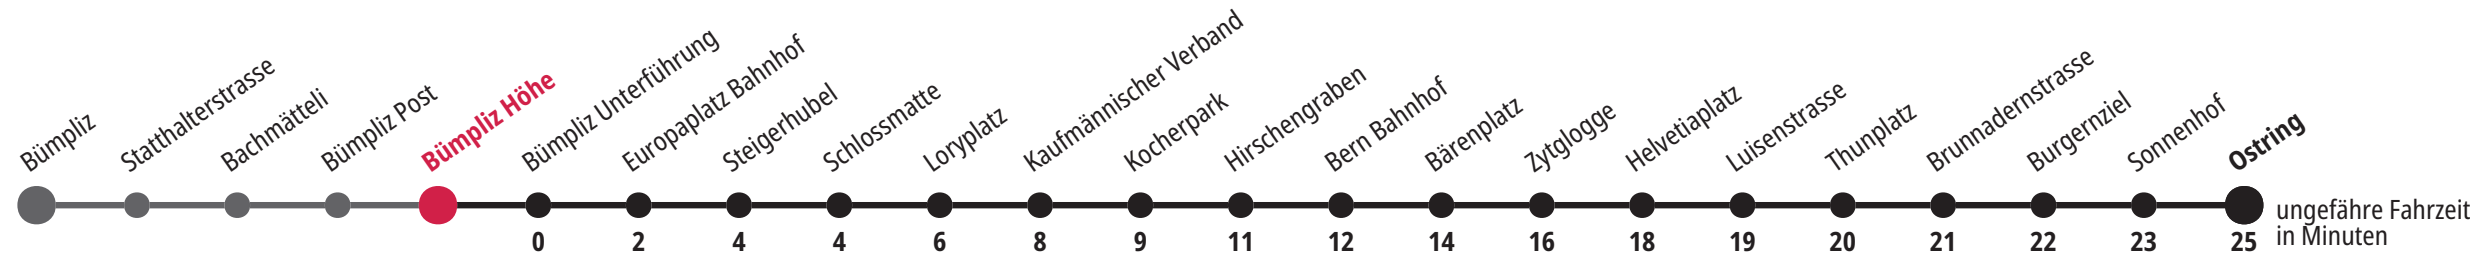 Bümpliz
Statthalterstrasse
Bachmätteli
Bümpliz Post
Bümpliz Höhe
Bümpliz Unterführung
Europaplatz Bahnhof
Steigerhubel
Schlossmatte
Loryplatz
Kaufmännischer Verband
Kocherpark
Hirschengraben
Bern Bahnhof
Bärenplatz
Zytglogge
Helvetiaplatz
Luisenstrasse
Thunplatz
Brunnadernstrasse
Burgernziel
Sonnenhof
Ostring
0 2 4 4 6 8 9 11 12 14 16 18 19 20 21 22 23 25
ungefähre Fahrzeit
in Minuten